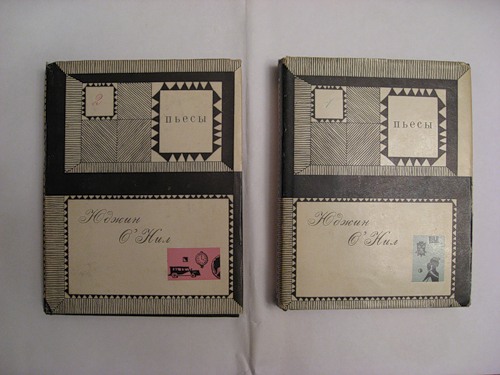 2
пьесы
Юджин
О'Нил
1
пьесы
Юджин
О'Нил